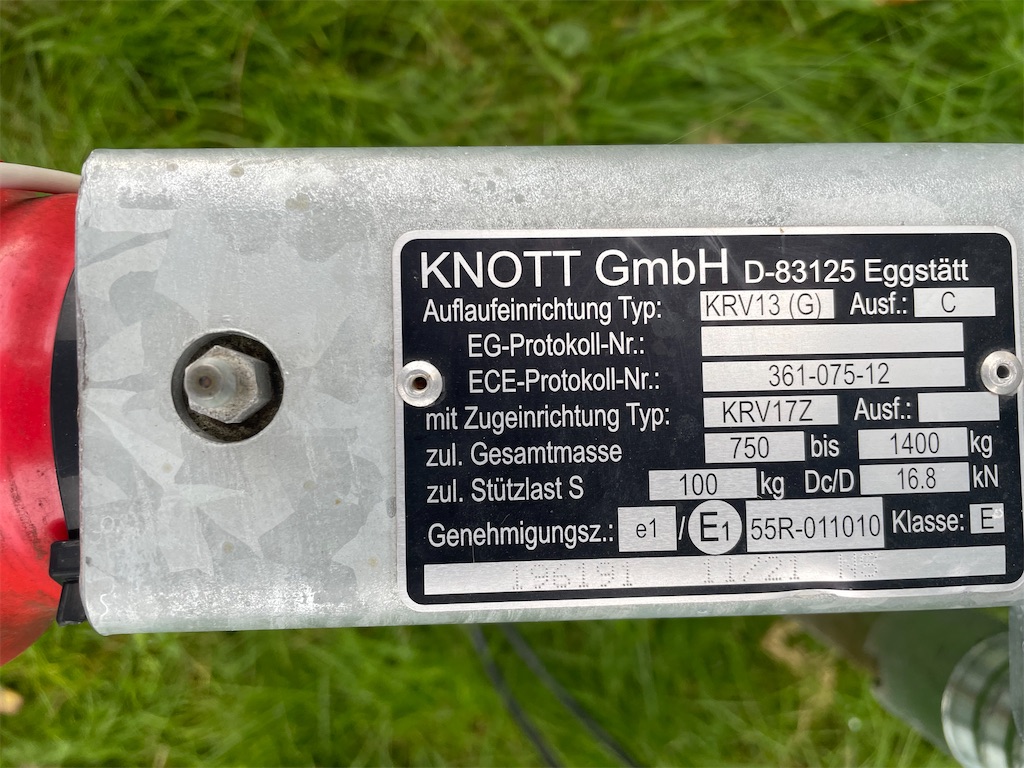 KNOTT GmbH D-83125 Eggstätt
Auflaufeinrichtung Typ: KRV13 (G) Ausf.: C
EG-Protokoll-Nr.:
ECE-Protokoll-Nr.: 361-075-12
mit Zugeinrichtung Typ: KRV17Z Ausf.:
zul. Gesamtmasse 750 bis 1400 kg
zul. Stützlast S 100 kg Dc/D 16.8 kN
Genehmigungsz.: e1 / E1 55R-011010 Klasse: E
196191 11/21 NB